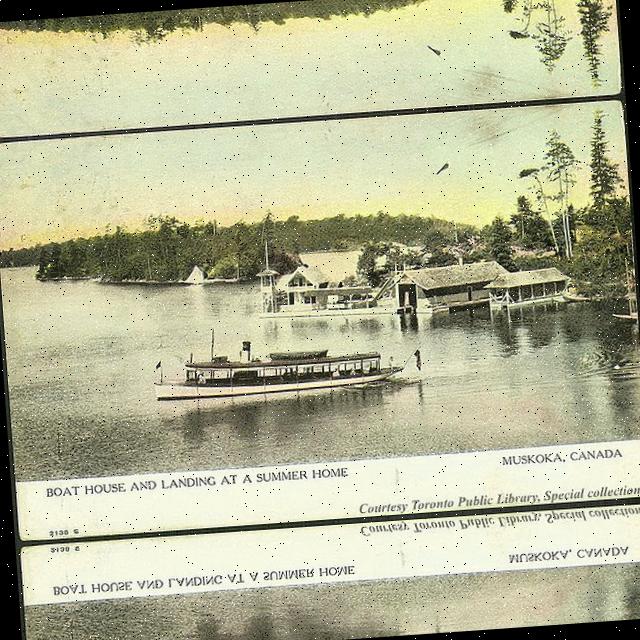 BOAT HOUSE AND LANDING AT A SUMMER HOME
MUSKOKA, CANADA
Courtesy Toronto Public Library, Special collection